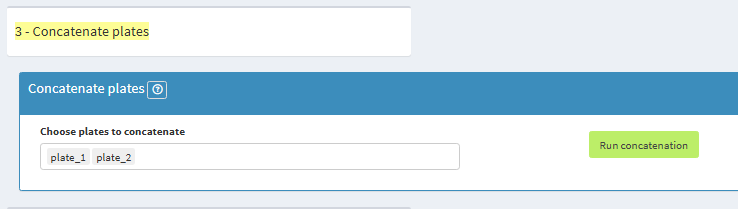 3 - Concatenate plates
Concatenate plates ?
Choose plates to concatenate
plate_1 plate_2
Run concatenation